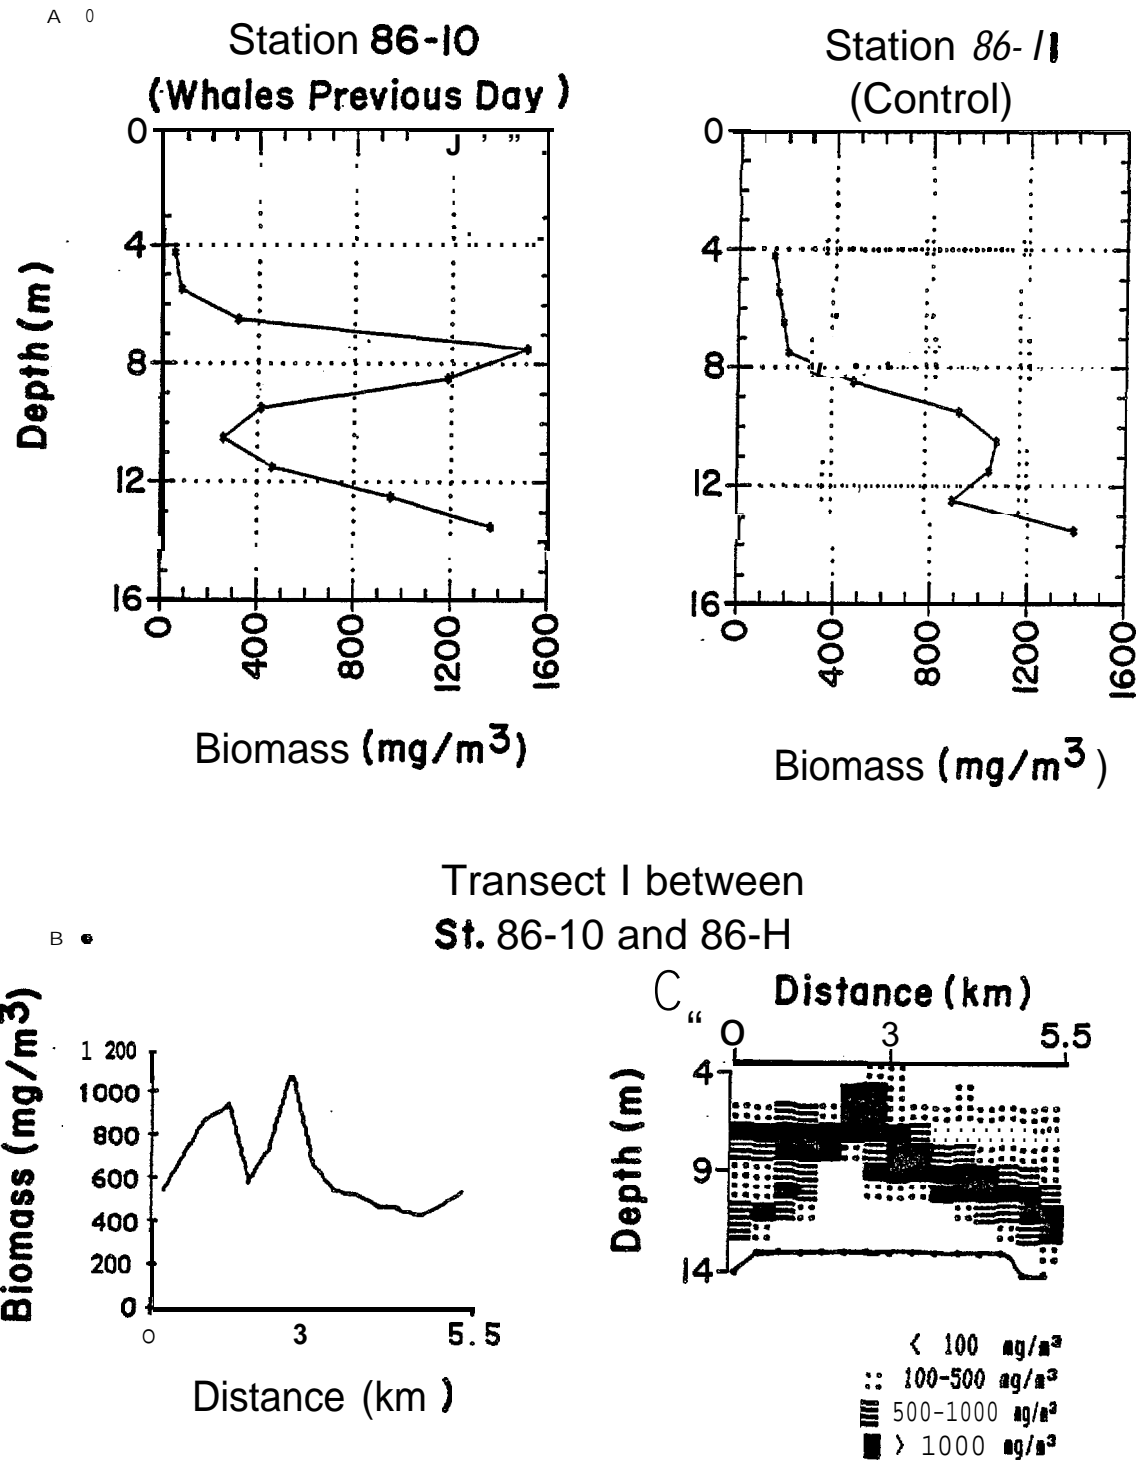 A 0
Station 86-10
(Whales Previous Day )
Station 86-11
(Control)
0
4
8
12
16
Depth (m)
0 400 800 1200 1600
Biomass (mg/m³)
0
4
8
12
16
0 400 800 1200 1600
Biomass (mg/m³ )
Transect I between
St. 86-10 and 86-H
B
Biomass (mg/m³)
1 200
1000
800
600
400
200
0
0 3 5.5
Distance (km )
C “
Distance (km)
0 3 5.5
Depth (m)
4
9
14
< 100 mg/m³
100-500 mg/m³
500-1000 mg/m³
> 1000 mg/m³